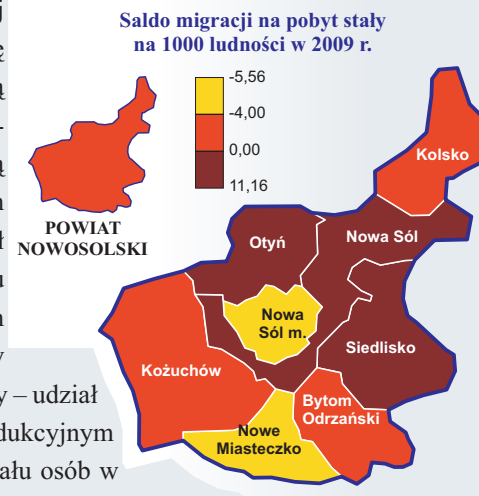 Saldo migracji na pobyt stały
na 1000 ludności w 2009 r.
-5,56
-4,00
0,00
11,16
POWIAT
NOWOSOLSKI
Kolsko
Otyń
Nowa Sól
Nowa
Sól m.
Siedlisko
Kożuchów
Bytom
Odrzański
Nowe
Miasteczko
y – udział
dukcyjnym
ału osób w